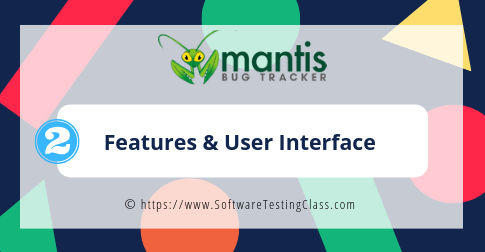 mantis
BUG TRACKER
2
Features & User Interface
© https://www.SoftwareTestingClass.com